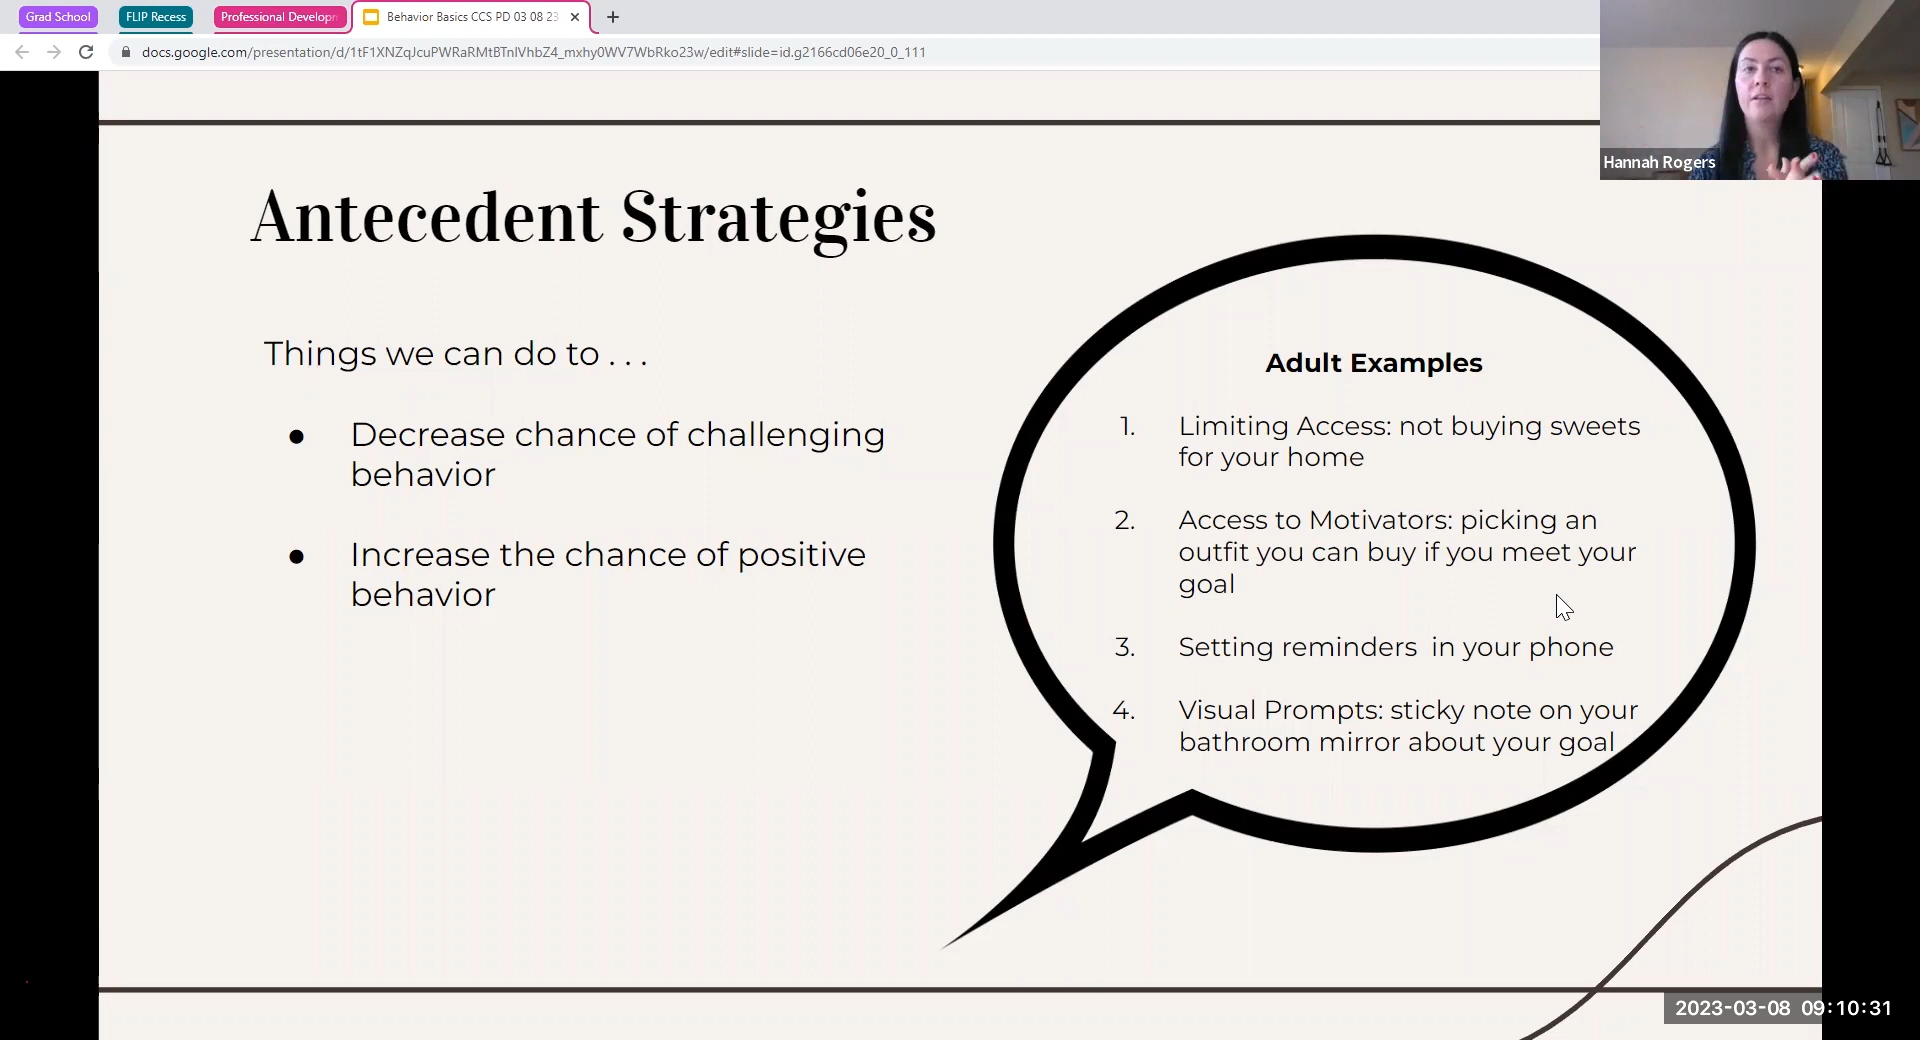 Grad School
FLIP Recess
Professional Developn
Behavior Basics CCS PD 03 08 23
docs.google.com/presentation/d/1tF1XNZqJcuPWRaRMtBTnIVhbZ4_mxhy0WV7WbRko23w/edit#slide=id.g2166cd06e20_0_111
Hannah Rogers
Antecedent Strategies
Things we can do to . . .
● Decrease chance of challenging
behavior
● Increase the chance of positive
behavior
Adult Examples
1. Limiting Access: not buying sweets
for your home
2. Access to Motivators: picking an
outfit you can buy if you meet your
goal
3. Setting reminders  in your phone
4. Visual Prompts: sticky note on your
bathroom mirror about your goal
2023-03-08 09:10:31